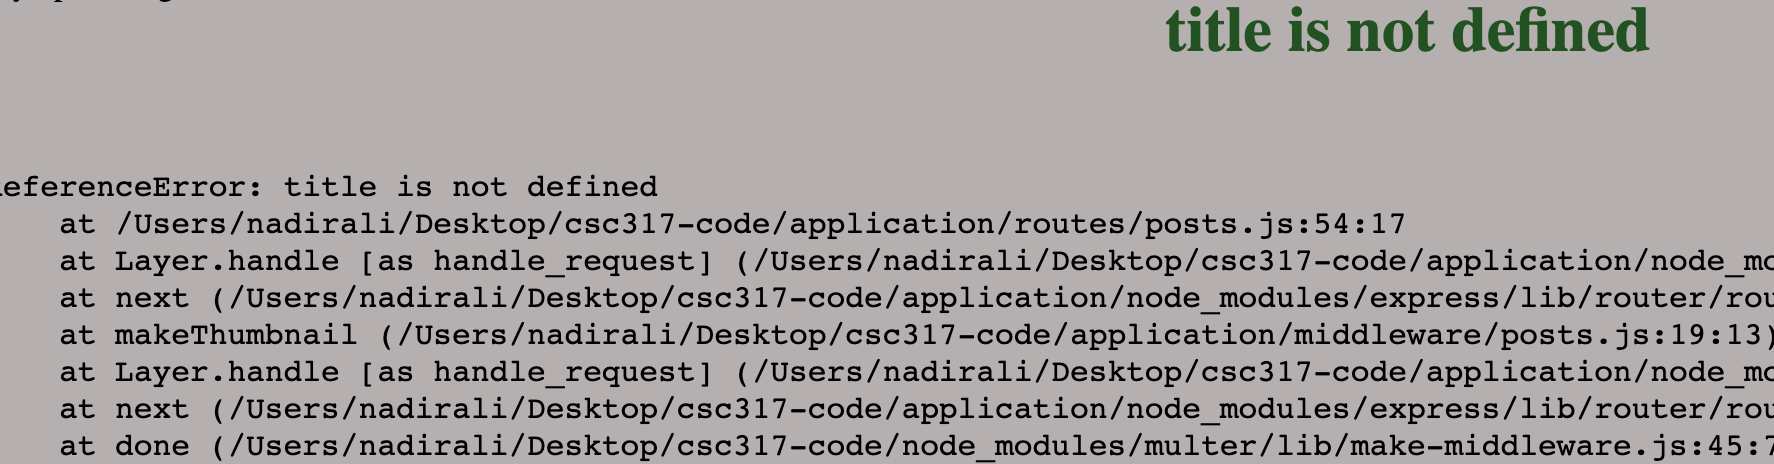 title is not defined
eferenceError: title is not defined
at /Users/nadirali/Desktop/csc317-code/application/routes/posts.js:54:17
at Layer.handle [as handle_request] (/Users/nadirali/Desktop/csc317-code/application/node_mo
at next (/Users/nadirali/Desktop/csc317-code/application/node_modules/express/lib/router/rou
at makeThumbnail (/Users/nadirali/Desktop/csc317-code/application/middleware/posts.js:19:13)
at Layer.handle [as handle_request] (/Users/nadirali/Desktop/csc317-code/application/node_mo
at next (/Users/nadirali/Desktop/csc317-code/application/node_modules/express/lib/router/rou
at done (/Users/nadirali/Desktop/csc317-code/node_modules/multer/lib/make-middleware.js:45:7